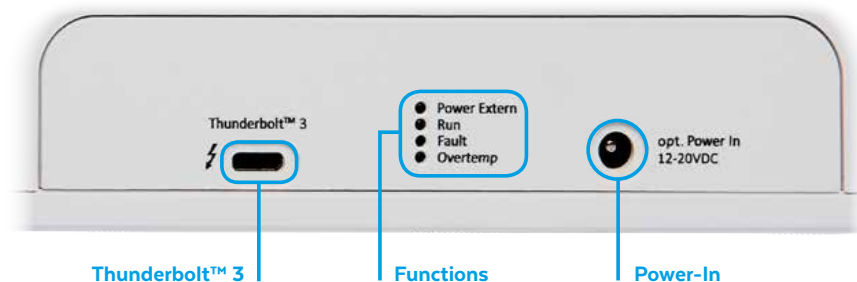 Thunderbolt™ 3
Power Extern
Run
Fault
Overtemp
opt. Power In
12-20VDC
Thunderbolt™ 3
Functions
Power-In